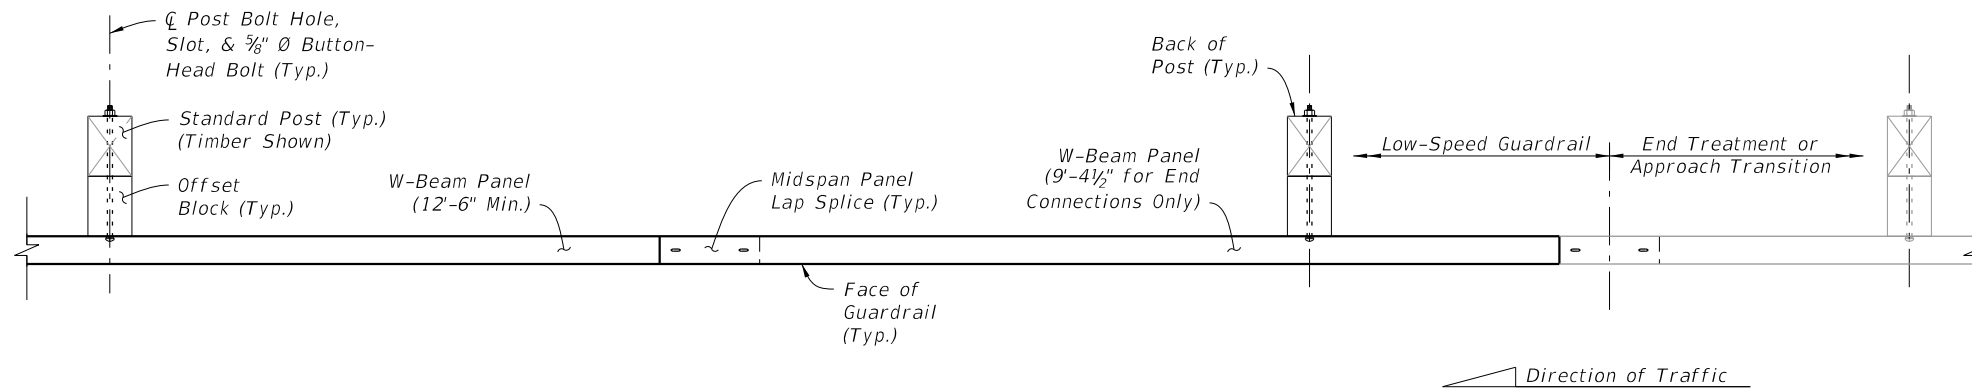 ℄ Post Bolt Hole,
Slot, & ⅝" Ø Button-
Head Bolt (Typ.)
Standard Post (Typ.)
(Timber Shown)
Offset
Block (Typ.)
W-Beam Panel
(12'-6" Min.)
Midspan Panel
Lap Splice (Typ.)
Face of
Guardrail
(Typ.)
W-Beam Panel
(9'-4½" for End
Connections Only)
Back of
Post (Typ.)
Low-Speed Guardrail
End Treatment or
Approach Transition
Direction of Traffic